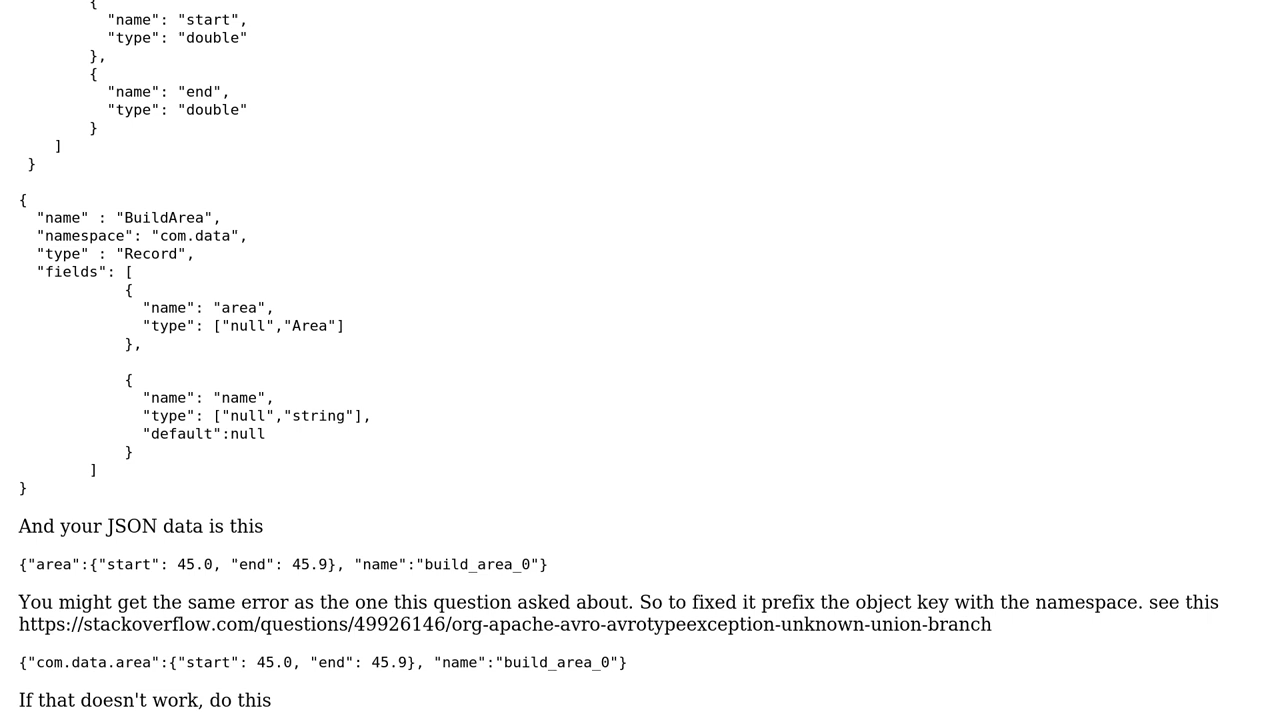 {
"name": "start",
"type": "double"
},
{
"name": "end",
"type": "double"
}
]
}
{
"name" : "BuildArea",
"namespace": "com.data",
"type" : "Record",
"fields": [
{
"name": "area",
"type": ["null","Area"]
},
{
"name": "name",
"type": ["null","string"],
"default":null
}
]
}
And your JSON data is this
{"area":{"start": 45.0, "end": 45.9}, "name":"build_area_0"}
You might get the same error as the one this question asked about. So to fixed it prefix the object key with the namespace. see this
https://stackoverflow.com/questions/49926146/org-apache-avro-avrotypeexception-unknown-union-branch
{"com.data.area":{"start": 45.0, "end": 45.9}, "name":"build_area_0"}
If that doesn't work, do this